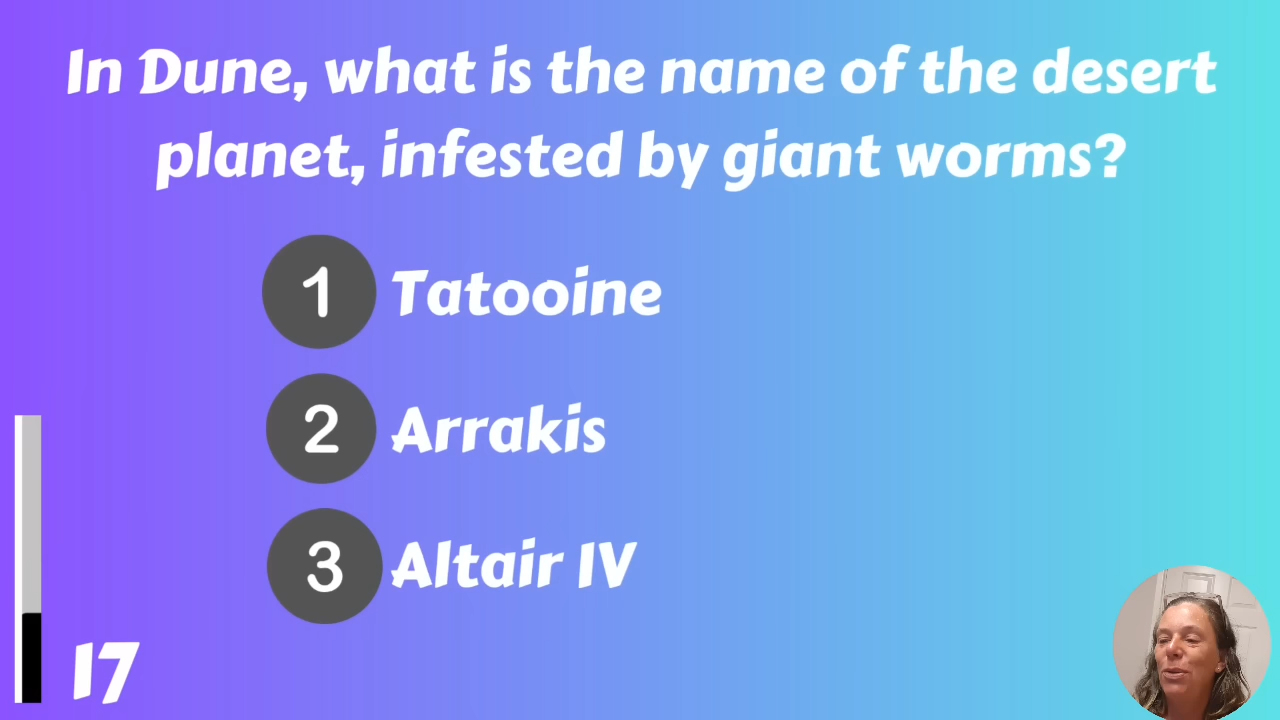 In Dune, what is the name of the desert
planet, infested by giant worms?
1 Tatooine
2 Arrakis
3 Altair IV
17